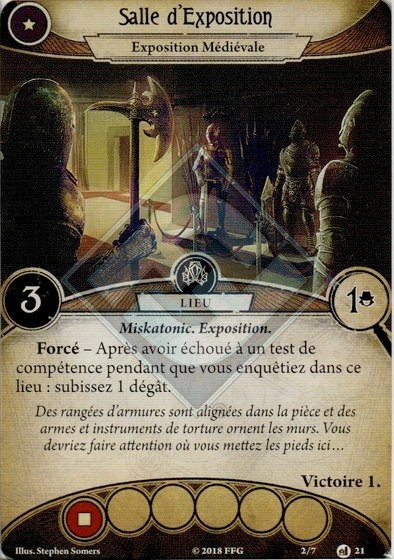 Salle d'Exposition
Exposition Médiévale
3
LIEU
1
Miskatonic. Exposition.
Forcé – Après avoir échoué à un test de
compétence pendant que vous enquêtiez dans ce
lieu : subissez 1 dégât.
Des rangées d'armures sont alignées dans la pièce et des
armes et instruments de torture ornent les murs. Vous
devriez faire attention où vous mettez les pieds ici…
Victoire 1.
Illus. Stephen Somers
© 2018 FFG
2/7
21